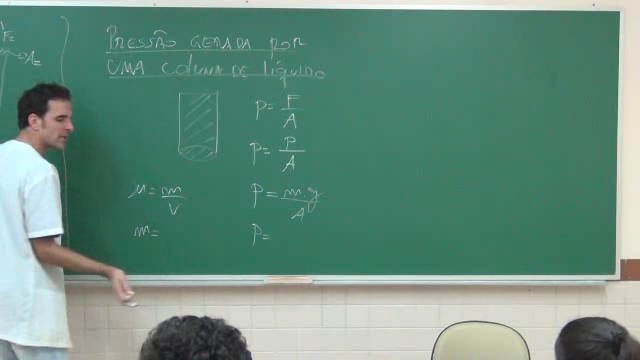 PRESSÃO GERADA POR
UMA COLUNA DE LÍQUIDO
P = F/A
P = P/A
μ = m/V
P = m.g/A
m =
P =